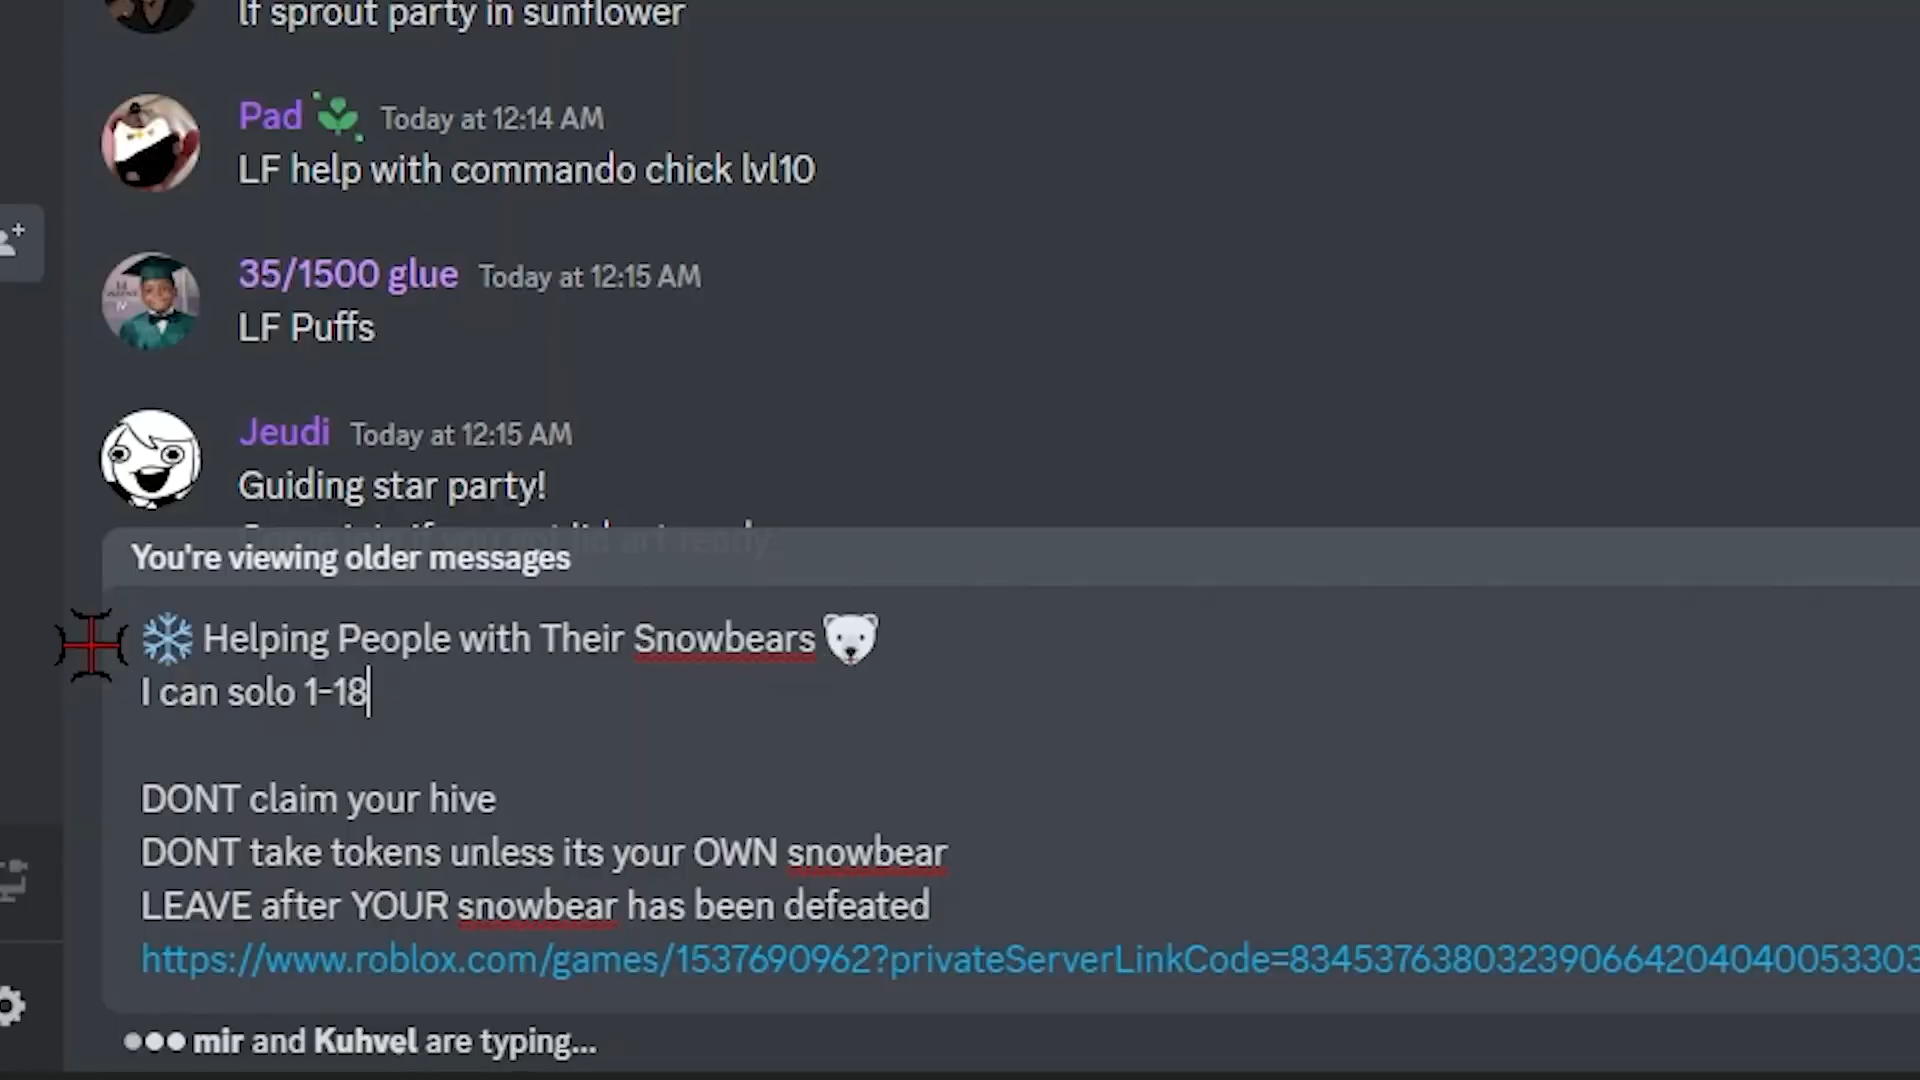 lf sprout party in sunflower
Pad Today at 12:14 AM
LF help with commando chick lvl10
35/1500 glue Today at 12:15 AM
LF Puffs
Jeudi Today at 12:15 AM
Guiding star party!
You're viewing older messages
❄️ Helping People with Their Snowbears 🐻‍❄️
I can solo 1-18
DONT claim your hive
DONT take tokens unless its your OWN snowbear
LEAVE after YOUR snowbear has been defeated
https://www.roblox.com/games/1537690962?privateServerLinkCode=834537638032390664204040053303
mir and Kuhvel are typing...